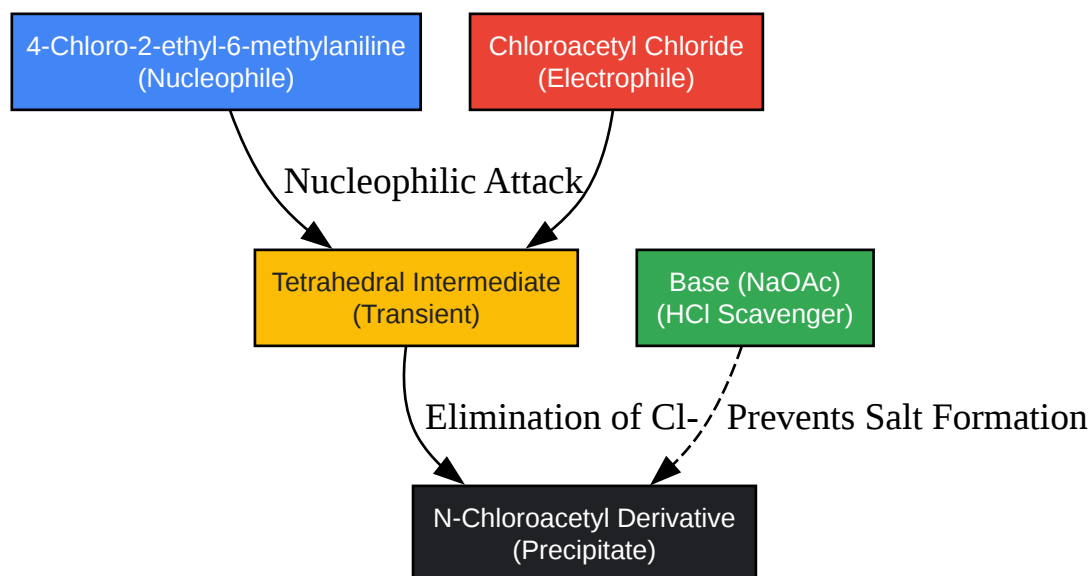 4-Chloro-2-ethyl-6-methylaniline
(Nucleophile)
Chloroacetyl Chloride
(Electrophile)
Nucleophilic Attack
Tetrahedral Intermediate
(Transient)
Base (NaOAc)
(HCl Scavenger)
Elimination of Cl-
Prevents Salt Formation
N-Chloroacetyl Derivative
(Precipitate)